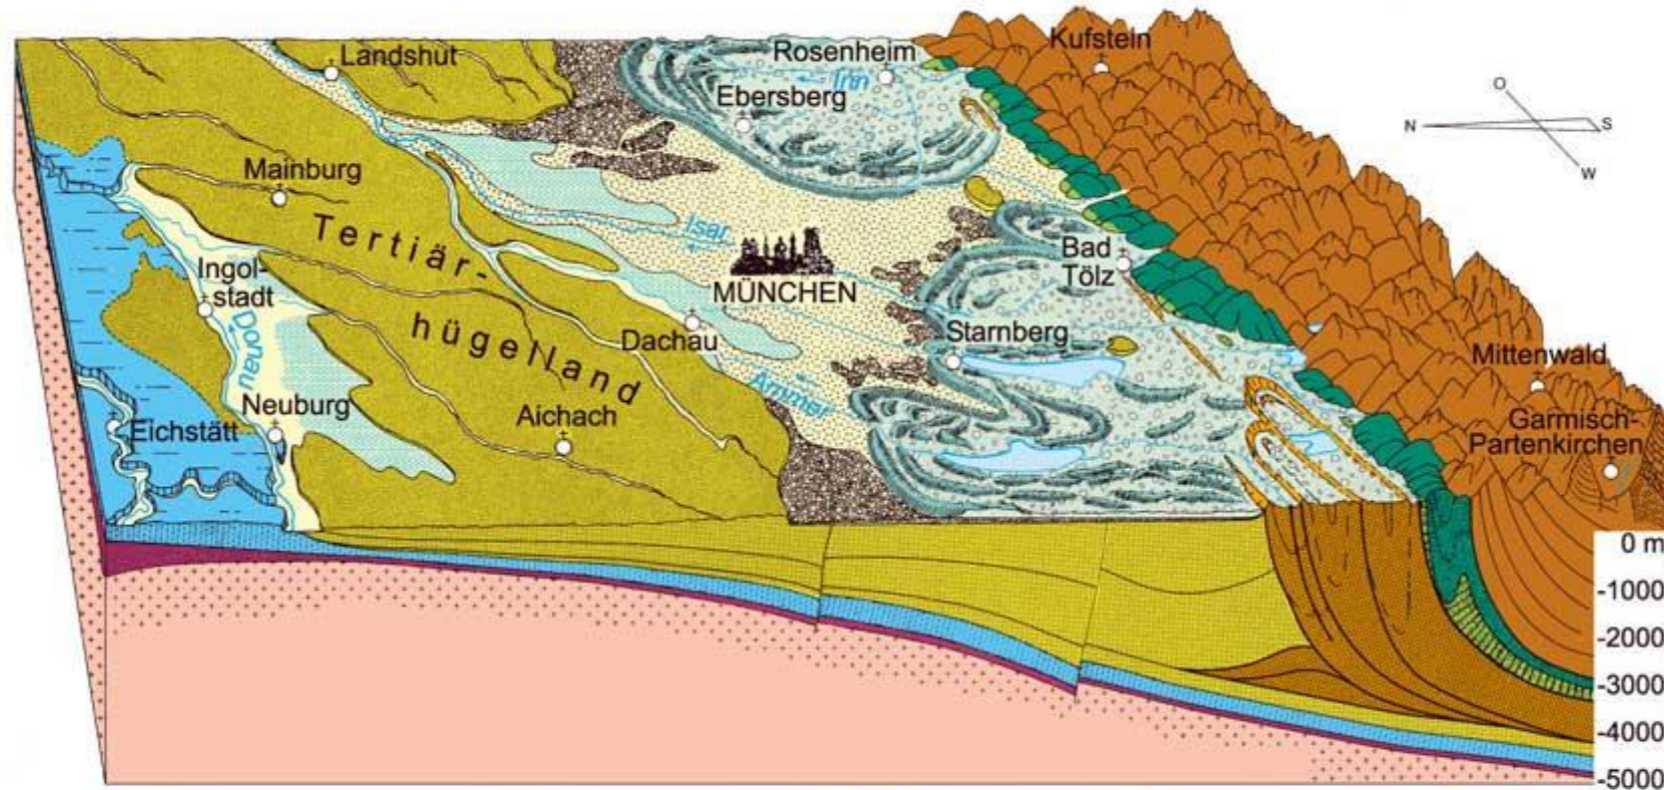 Landshut
Rosenheim
Kufstein
Inn
Ebersberg
O
N
S
W
Mainburg
Tertiär-
hügelland
Isar
MÜNCHEN
Bad
Tölz
Ingol-
stadt
Donau
Dachau
Starnberg
Ammer
Mittenwald
Neuburg
Eichstätt
Aichach
Garmisch-
Partenkirchen
0 m
-1000
-2000
-3000
-4000
-5000